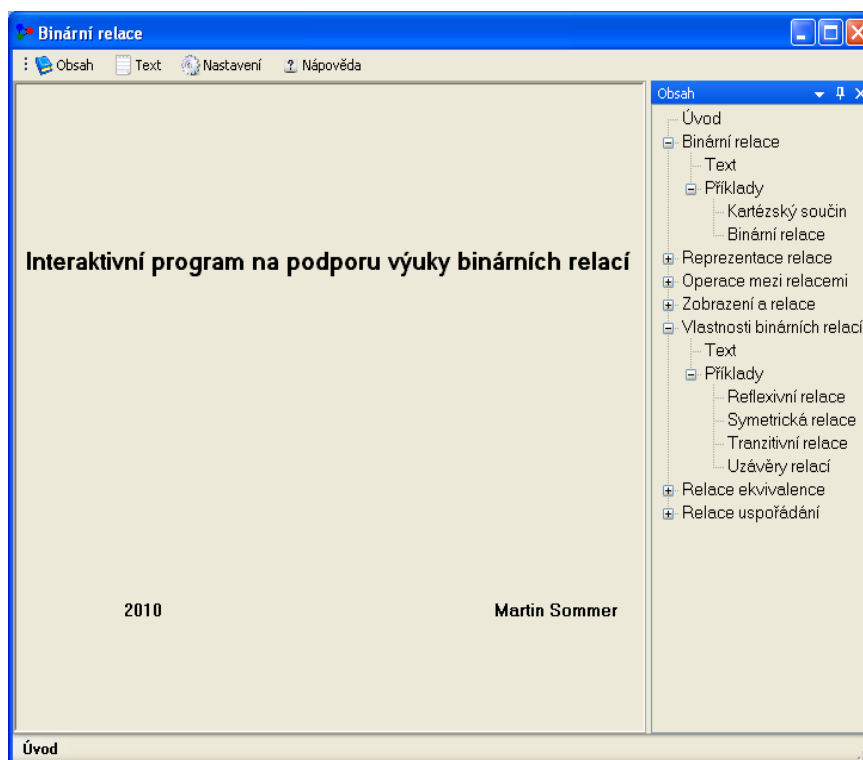 Binární relace
Obsah Text Nastavení Nápověda
Interaktivní program na podporu výuky binárních relací
2010 Martin Sommer
Obsah
Úvod
Binární relace
Text
Příklady
Kartézský součin
Binární relace
Reprezentace relace
Operace mezi relacemi
Zobrazení a relace
Vlastnosti binárních relací
Text
Příklady
Reflexivní relace
Symetrická relace
Tranzitivní relace
Uzávěry relací
Relace ekvivalence
Relace uspořádání
Úvod